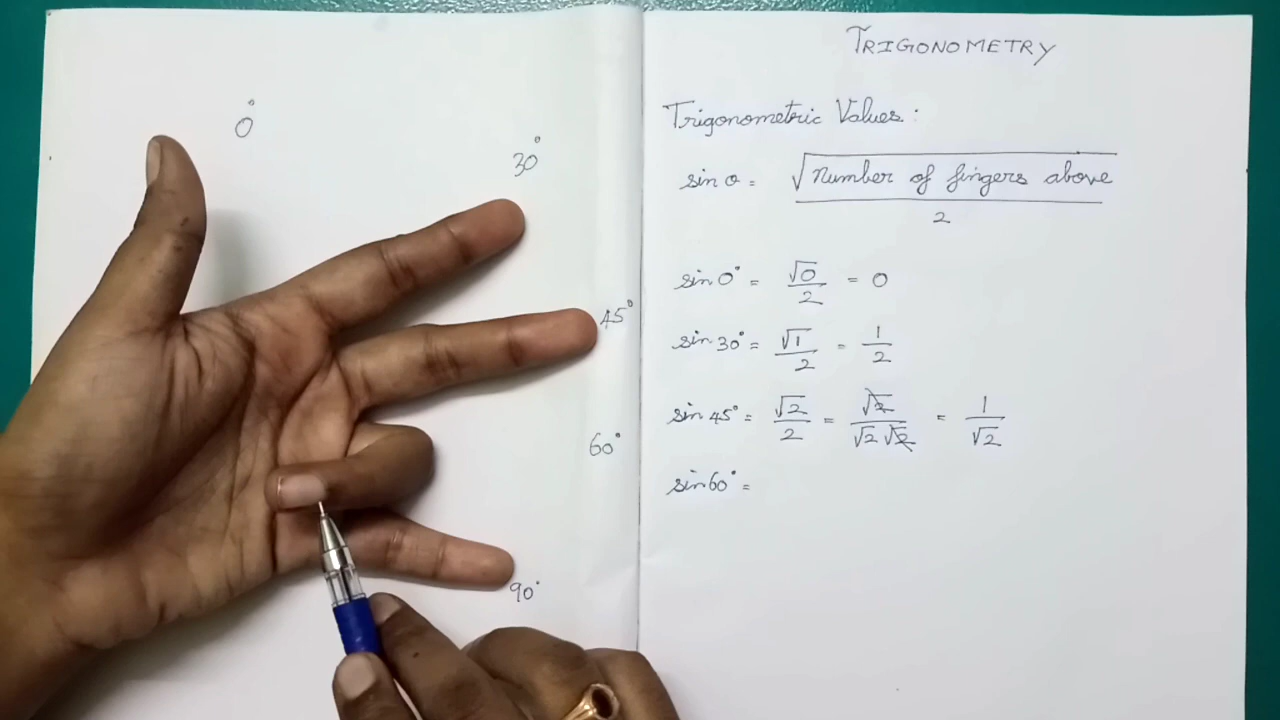 0°
30°
45°
60°
90°
TRIGONOMETRY
Trigonometric Values :
sin θ = √Number of fingers above / 2
sin 0° = √0 / 2 = 0
sin 30° = √1 / 2 = 1 / 2
sin 45° = √2 / 2 = √2 / √2 √2 = 1 / √2
sin 60° =